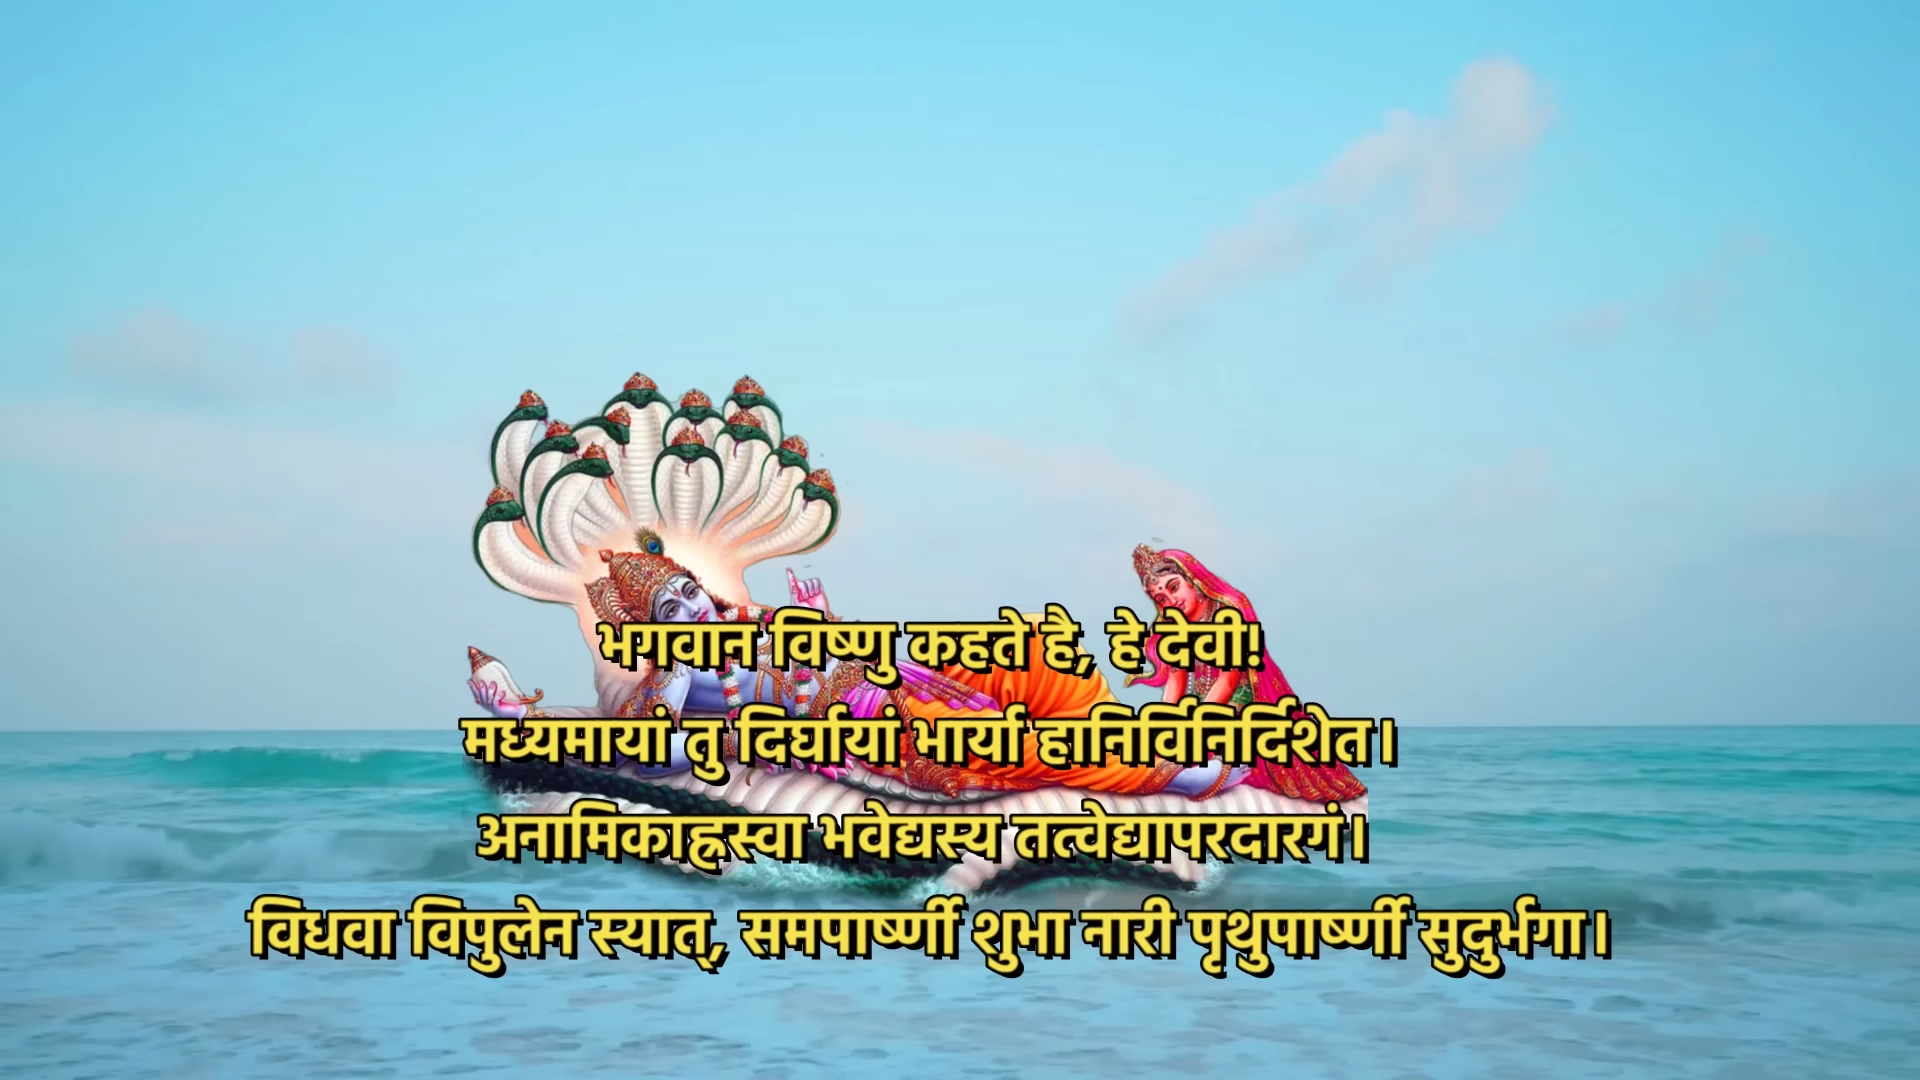 भगवान विष्णु कहते है, हे देवी!
मध्यमायां तु दिर्घायां भार्या हानिर्विनिर्दिशेत।
अनामिकाह्रस्वा भवेद्यस्य तत्वेद्यापरदारगं।
विधवा विपुलेन स्यात्, समपार्ष्णी शुभा नारी पृथुपार्ष्णी सुदुर्भगा।